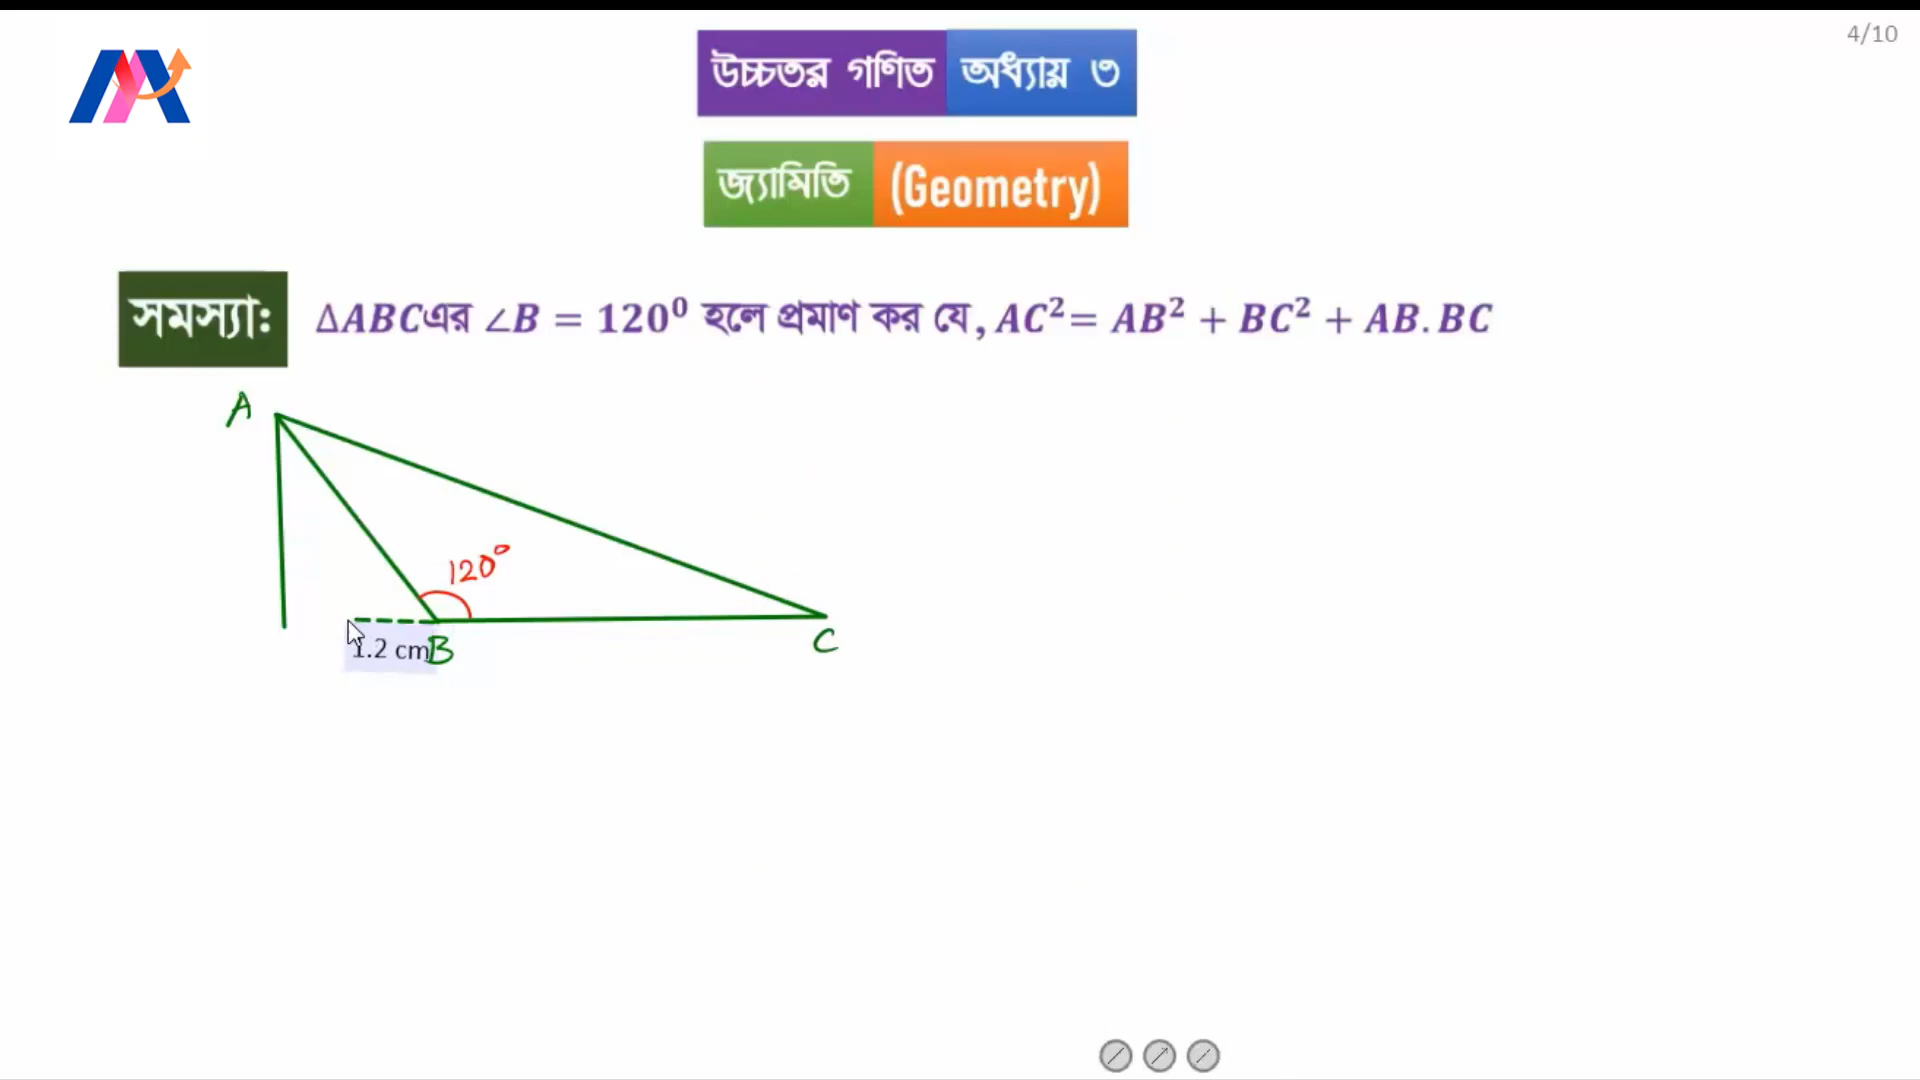 4/10
উচ্চতর গণিত অধ্যায় ৩
জ্যামিতি (Geometry)
সমস্যাঃ ΔABCএর ∠B = 120⁰ হলে প্রমাণ কর যে, AC²= AB² + BC² + AB.BC
A
120°
1.2 cm
B
C